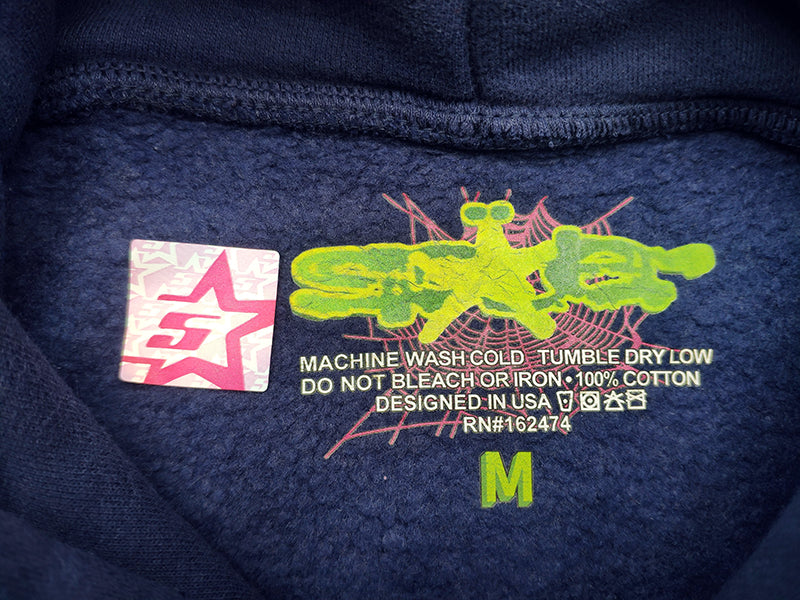 S
MACHINE WASH COLD TUMBLE DRY LOW
DO NOT BLEACH OR IRON • 100% COTTON
DESIGNED IN USA
RN#162474
M